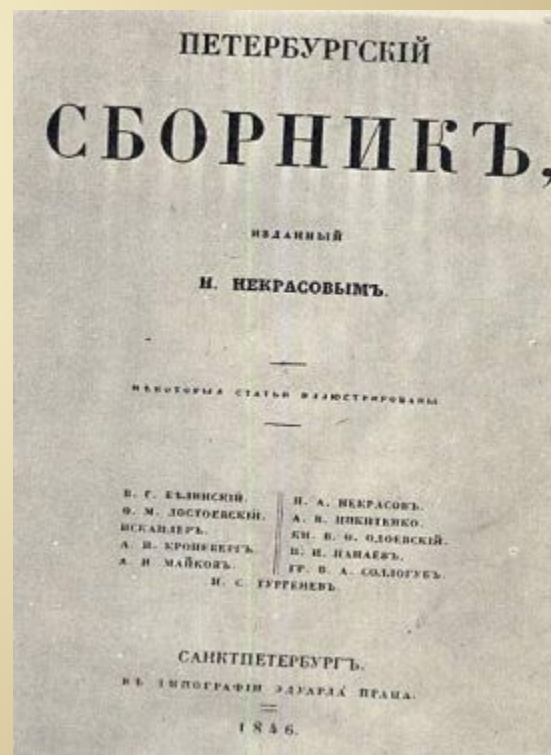 ПЕТЕРБУРГСКІЙ
СБОРНИКЪ,
ИЗДАННЫЙ
Н. НЕКРАСОВЫМЪ.
НѢКОТОРЫЯ СТАТЬИ ИЛЛЮСТРИРОВАНЫ
В. Г. БѢЛИНСКІЙ.
Ѳ. М. ДОСТОЕВСКІЙ.
ИСКАНДЕРЪ.
А. И. КРОНЕБЕРГЪ.
А. Н. МАЙКОВЪ.
Н. А. НЕКРАСОВЪ.
А. В. НИКИТЕНКО.
КН. В. Ѳ. ОДОЕВСКІЙ.
И. И. ПАНАЕВЪ.
ГР. В. А. СОЛЛОГУБЪ.
И. С. ТУРГЕНЕВЪ.
САНКТПЕТЕРБУРГЪ.
ВЪ ТИПОГРАФІИ ЭДУАРДА ПРАЦА.
1846.